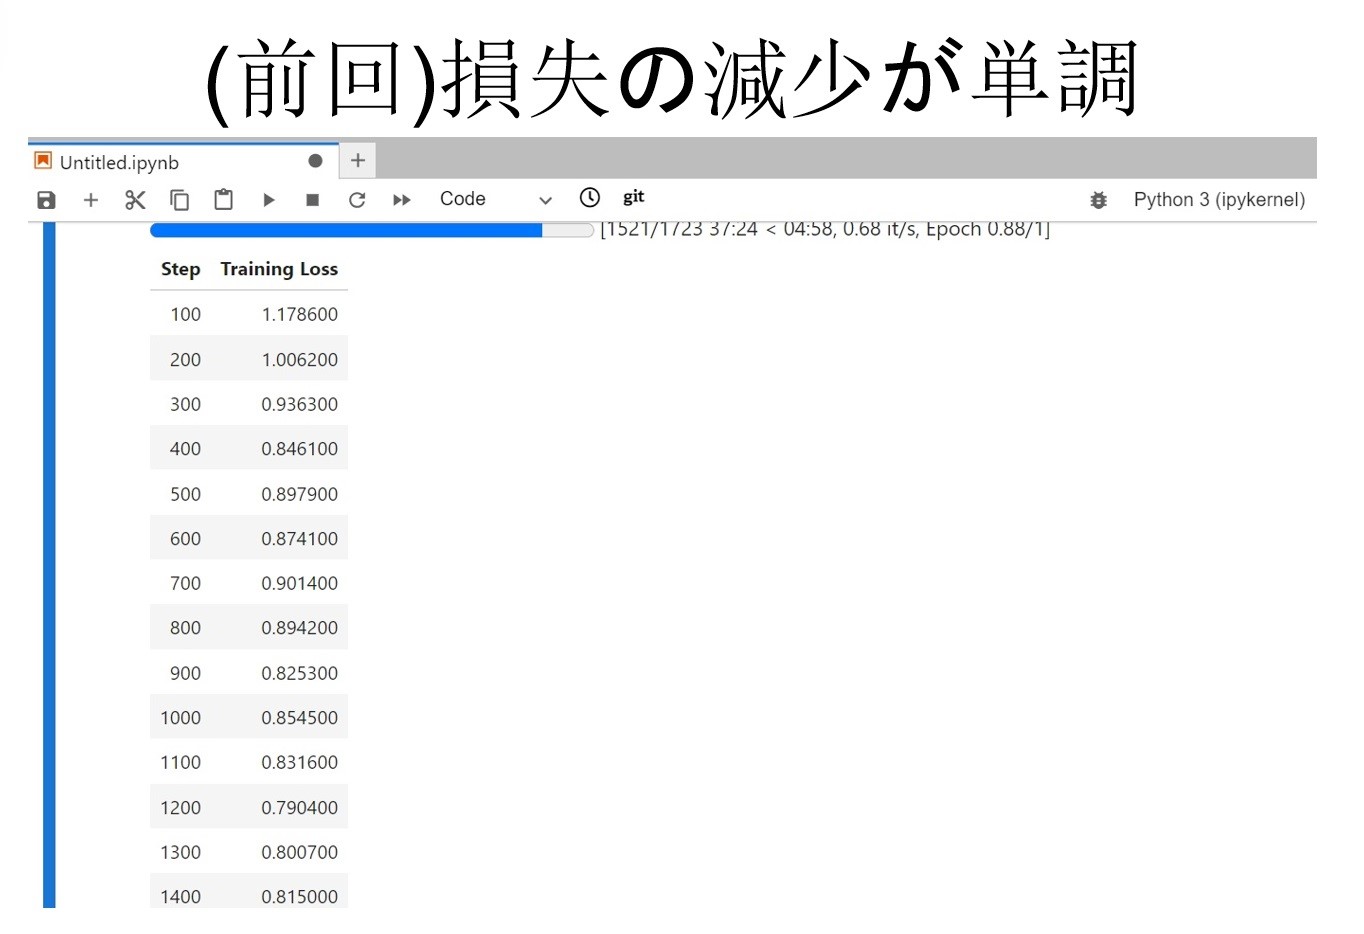 (前回)損失の減少が単調
Untitled.ipynb
Code git Python 3 (ipykernel)
[1521/1723 37:24 < 04:58, 0.68 it/s, Epoch 0.88/1]
Step Training Loss
100 1.178600
200 1.006200
300 0.936300
400 0.846100
500 0.897900
600 0.874100
700 0.901400
800 0.894200
900 0.825300
1000 0.854500
1100 0.831600
1200 0.790400
1300 0.800700
1400 0.815000